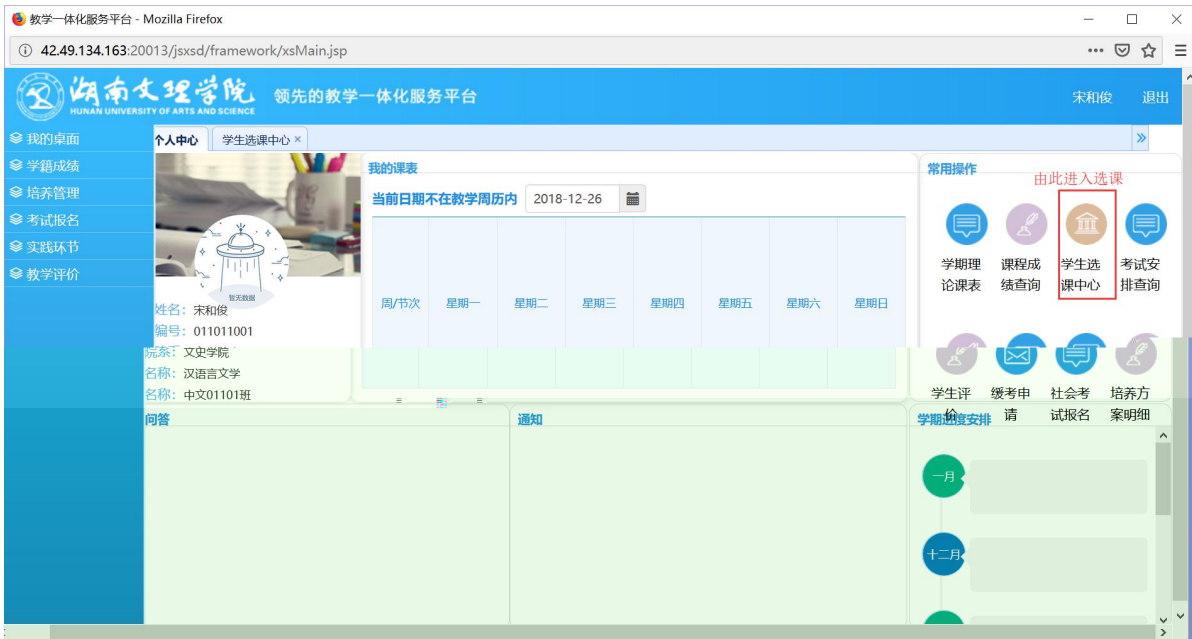 教学一体化服务平台 - Mozilla Firefox
42.49.134.163:20013/jsxsd/framework/xsMain.jsp
湖南文理学院
HUNAN UNIVERSITY OF ARTS AND SCIENCE
领先的教学一体化服务平台
宋和俊 退出
我的桌面
学籍成绩
培养管理
考试报名
实践环节
教学评价
个人中心 学生选课中心 ×
暂无数据
姓名：宋和俊
编号：011011001
院系：文史学院
名称：汉语言文学
名称：中文01101班
我的课表
当前日期不在教学周历内 2018-12-26
周/节次 星期一 星期二 星期三 星期四 星期五 星期六 星期日
常用操作
由此进入选课
学期理论课表
课程成绩查询
学生选课中心
考试安排查询
学生评价
缓考申请
社会考试报名
培养方案明细
问答
通知
学期进度安排
一月
十二月